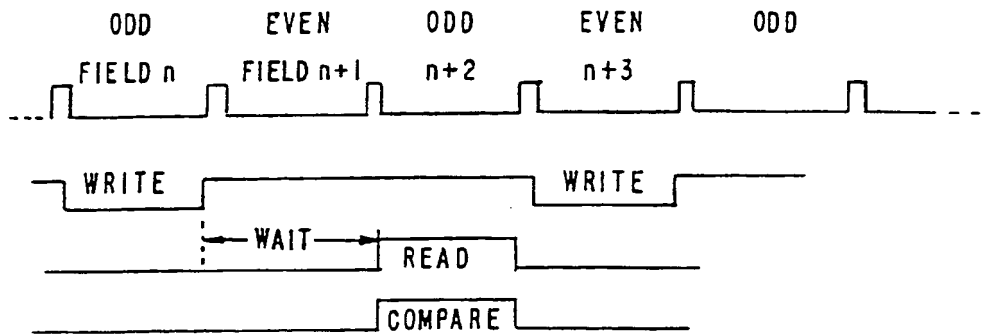 ODD EVEN ODD EVEN ODD
FIELD n FIELD n+1 n+2 n+3
WRITE WRITE
WAIT READ
COMPARE